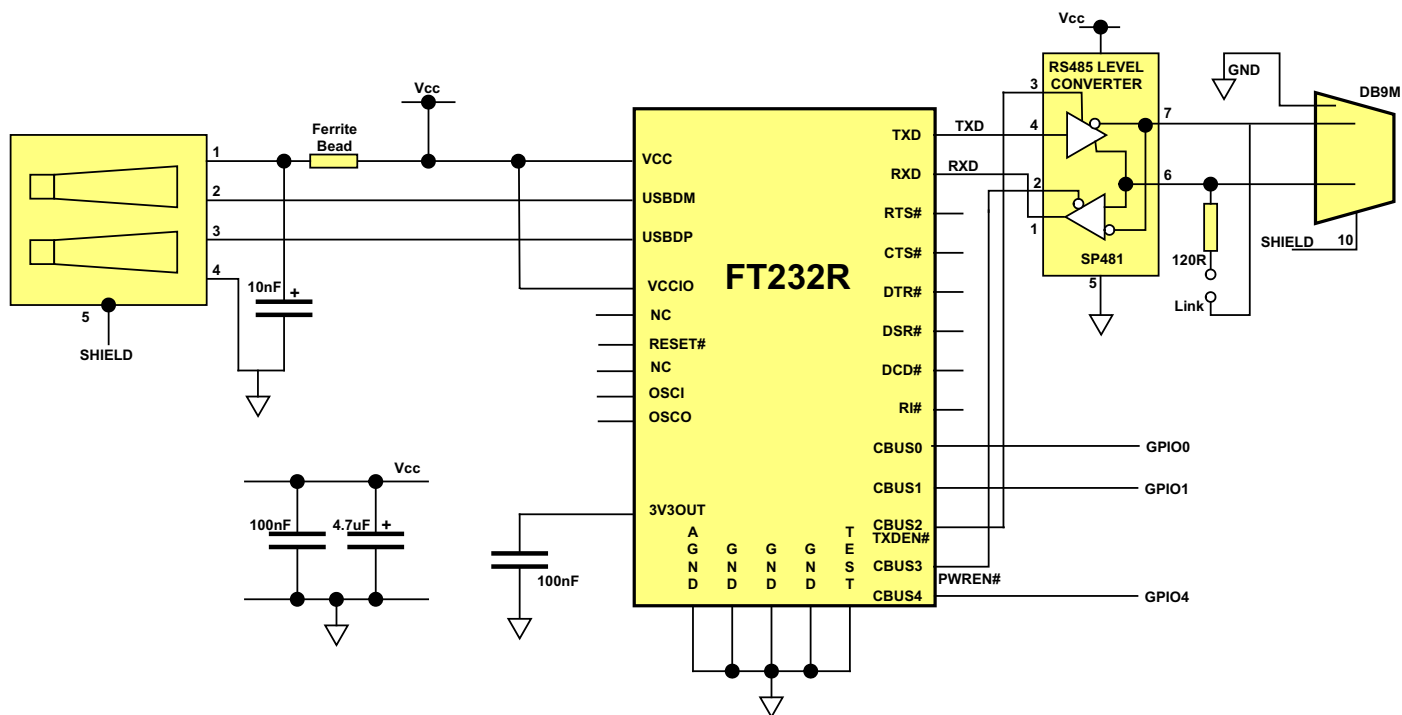 Vcc
RS485 LEVEL
CONVERTER
GND
DB9M
3
4
2
1
7
6
SP481
5
120R
Link
SHIELD
10
Vcc
Ferrite
Bead
1
2
3
4
5
SHIELD
10nF
+
VCC
USBDM
USBDP
VCCIO
NC
RESET#
NC
OSCI
OSCO
3V3OUT
FT232R
TXD
TXD
RXD
RXD
RTS#
CTS#
DTR#
DSR#
DCD#
RI#
CBUS0
GPIO0
CBUS1
GPIO1
CBUS2
TXDEN#
CBUS3
PWREN#
CBUS4
GPIO4
AGND
GND
GND
GND
TEST
Vcc
100nF
4.7uF
+
100nF